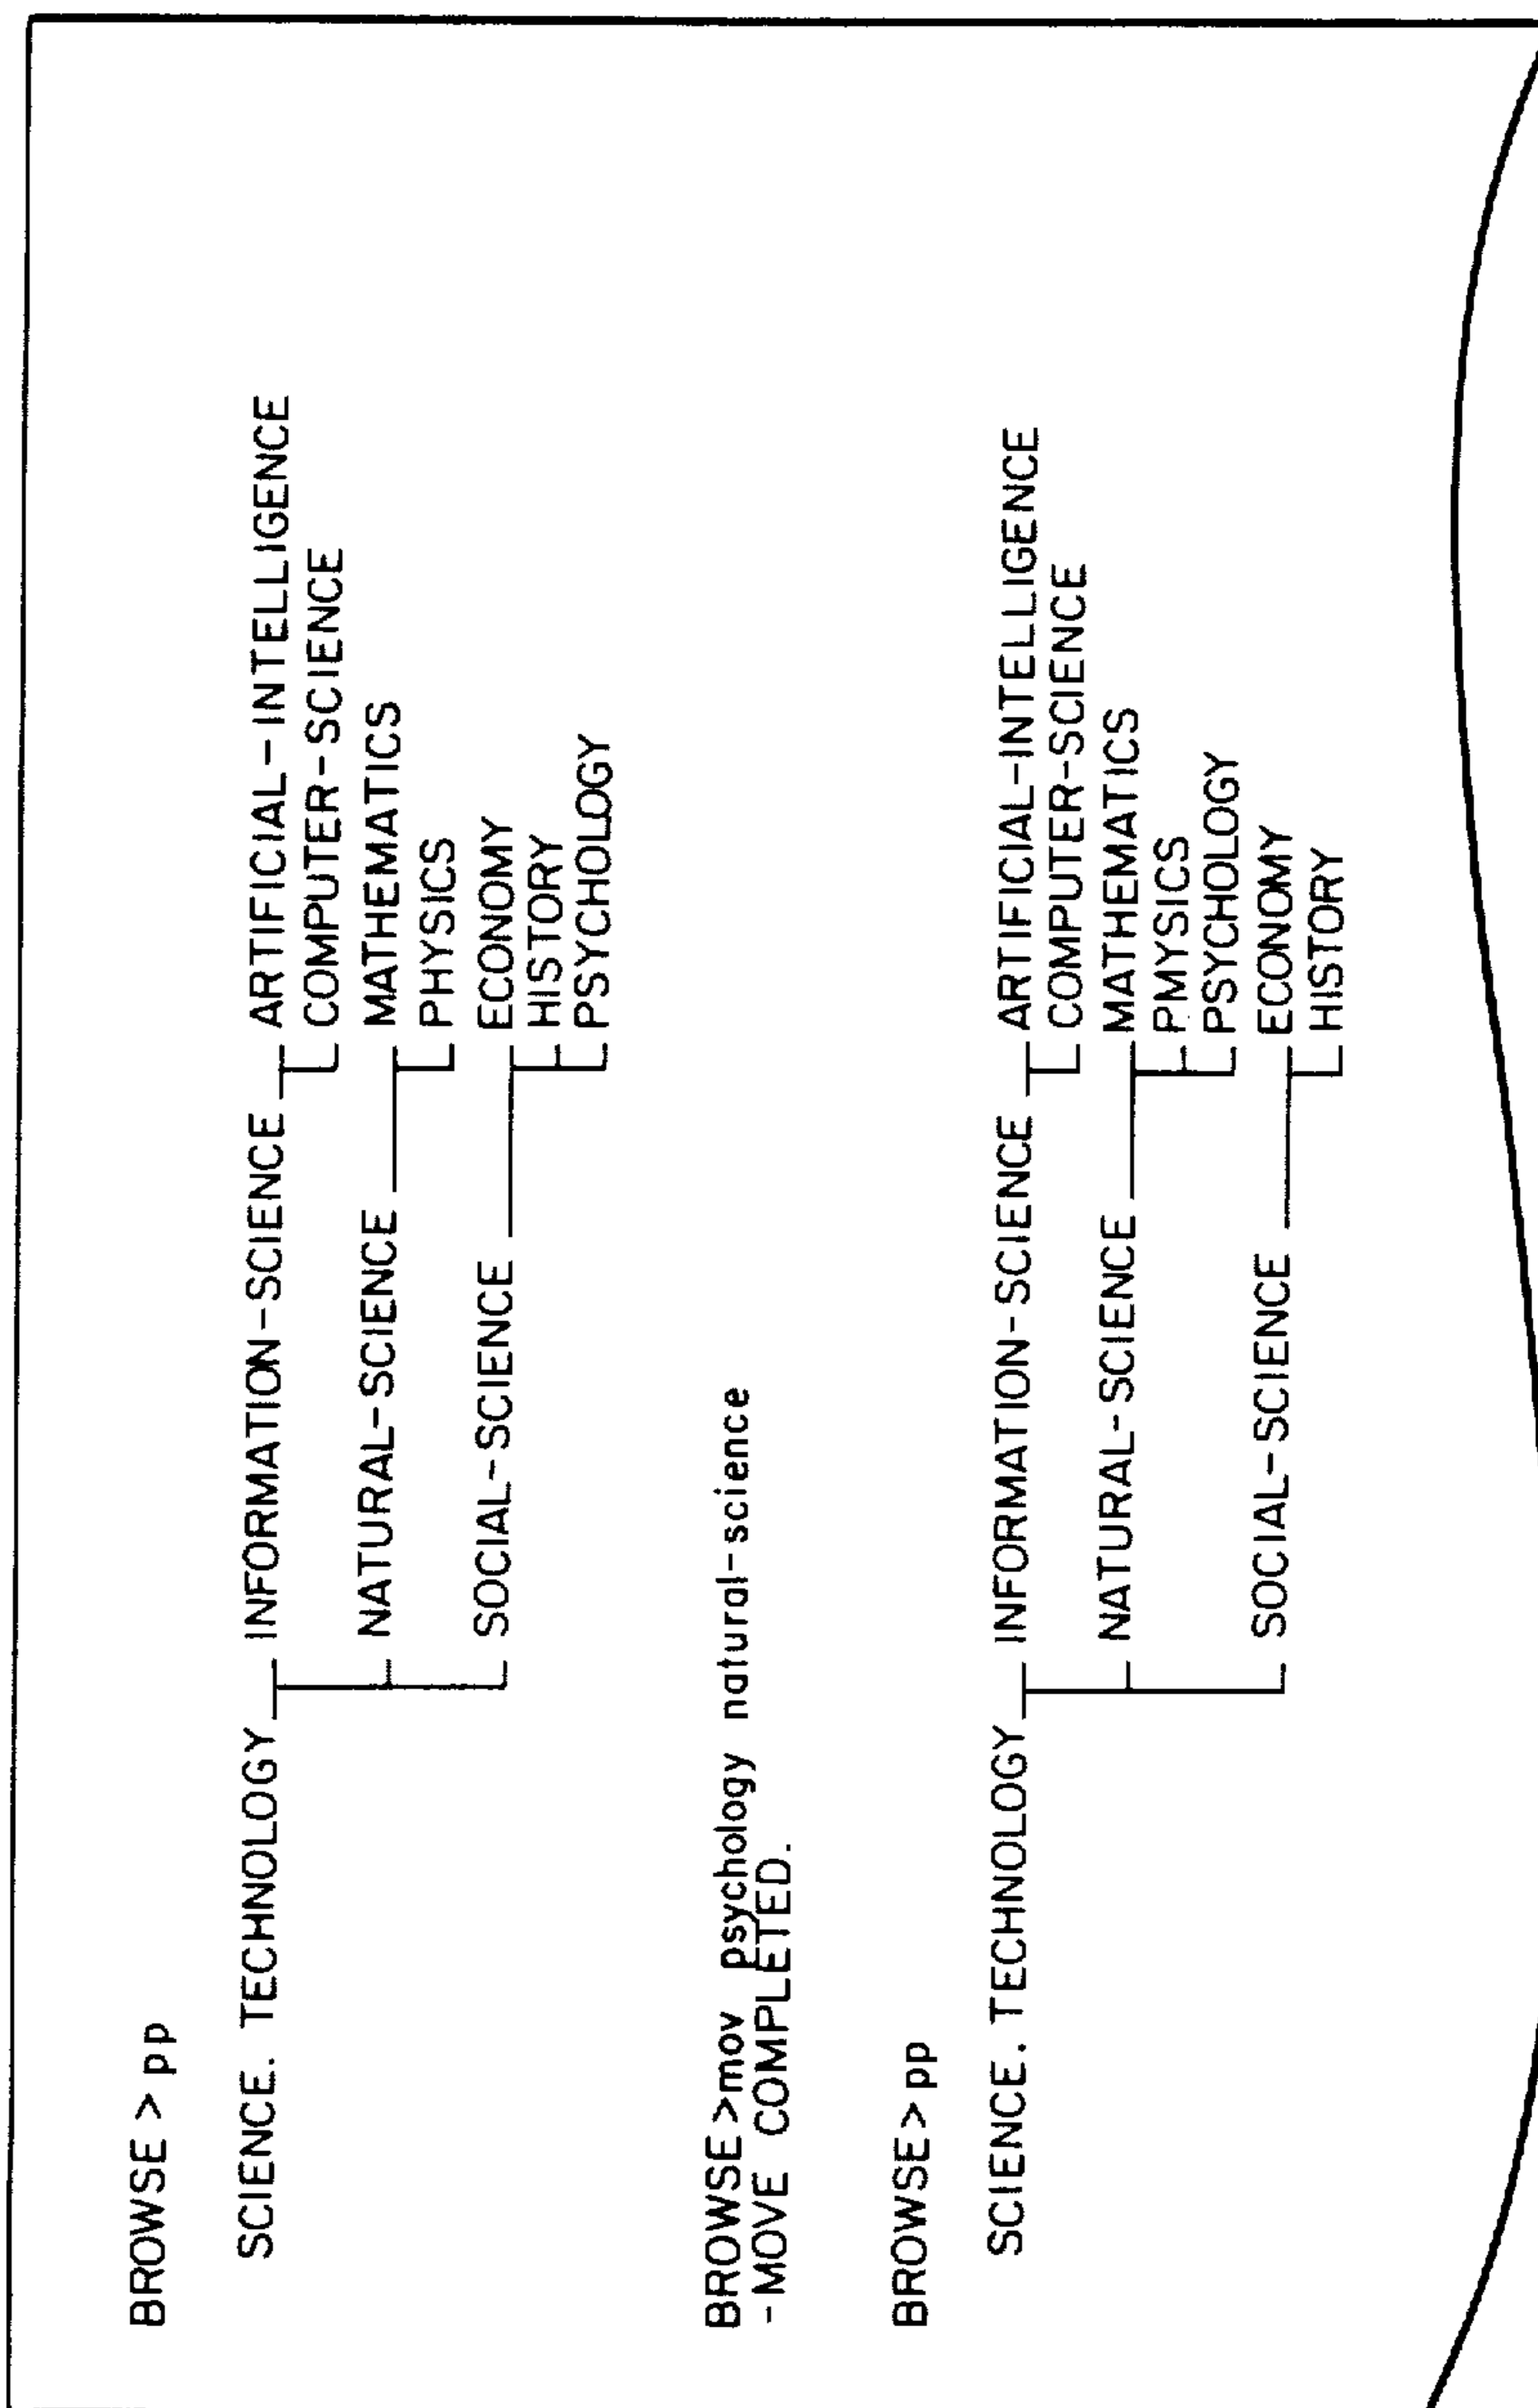 BROWSE >pp
SCIENCE. TECHNOLOGY INFORMATION-SCIENCE ARTIFICIAL-INTELLIGENCE
COMPUTER-SCIENCE
NATURAL-SCIENCE MATHEMATICS
PHYSICS
SOCIAL-SCIENCE ECONOMY
HISTORY
PSYCHOLOGY
BROWSE >mov psychology natural-science
-MOVE COMPLETED.
BROWSE>pp
SCIENCE. TECHNOLOGY INFORMATION-SCIENCE ARTIFICIAL-INTELLIGENCE
COMPUTER-SCIENCE
NATURAL-SCIENCE MATHEMATICS
PMYSICS
PSYCHOLOGY
SOCIAL-SCIENCE ECONOMY
HISTORY